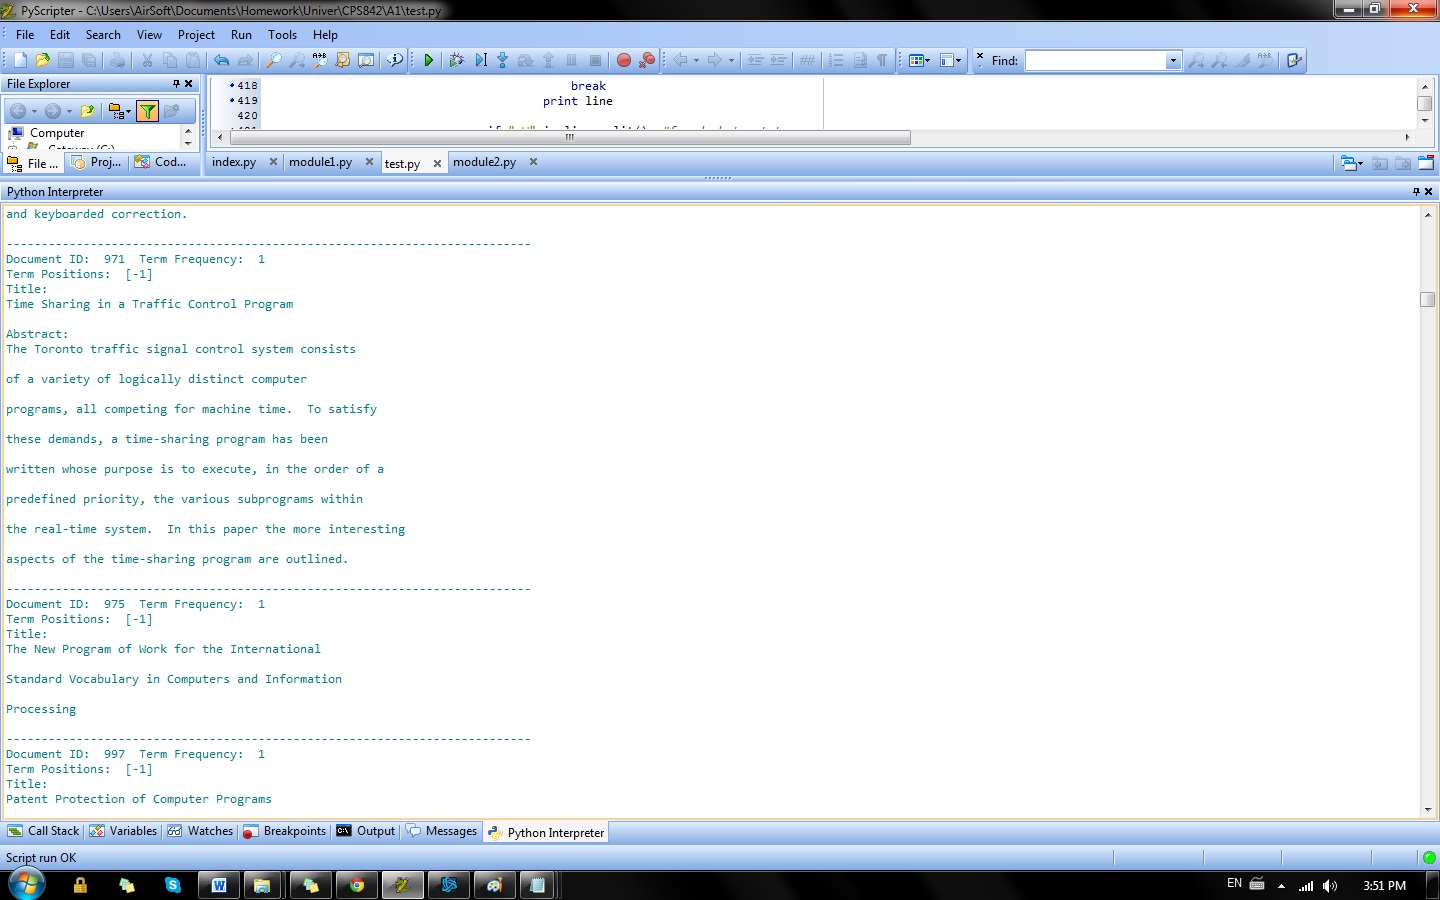 PyScripter - C:\Users\AirSoft\Documents\Homework\Univer\CPS842\A1\test.py
File Edit Search View Project Run Tools Help
Find:
File Explorer
Computer
File ... Proj... Cod...
418 break
419 print line
420
index.py module1.py test.py module2.py
Python Interpreter
and keyboarded correction.
---------------------------------------------------------------------------
Document ID:  971  Term Frequency:  1
Term Positions:  [-1]
Title:
Time Sharing in a Traffic Control Program
Abstract:
The Toronto traffic signal control system consists
of a variety of logically distinct computer
programs, all competing for machine time.  To satisfy
these demands, a time-sharing program has been
written whose purpose is to execute, in the order of a
predefined priority, the various subprograms within
the real-time system.  In this paper the more interesting
aspects of the time-sharing program are outlined.
---------------------------------------------------------------------------
Document ID:  975  Term Frequency:  1
Term Positions:  [-1]
Title:
The New Program of Work for the International
Standard Vocabulary in Computers and Information
Processing
---------------------------------------------------------------------------
Document ID:  997  Term Frequency:  1
Term Positions:  [-1]
Title:
Patent Protection of Computer Programs
Call Stack Variables Watches Breakpoints Output Messages Python Interpreter
Script run OK
EN 3:51 PM